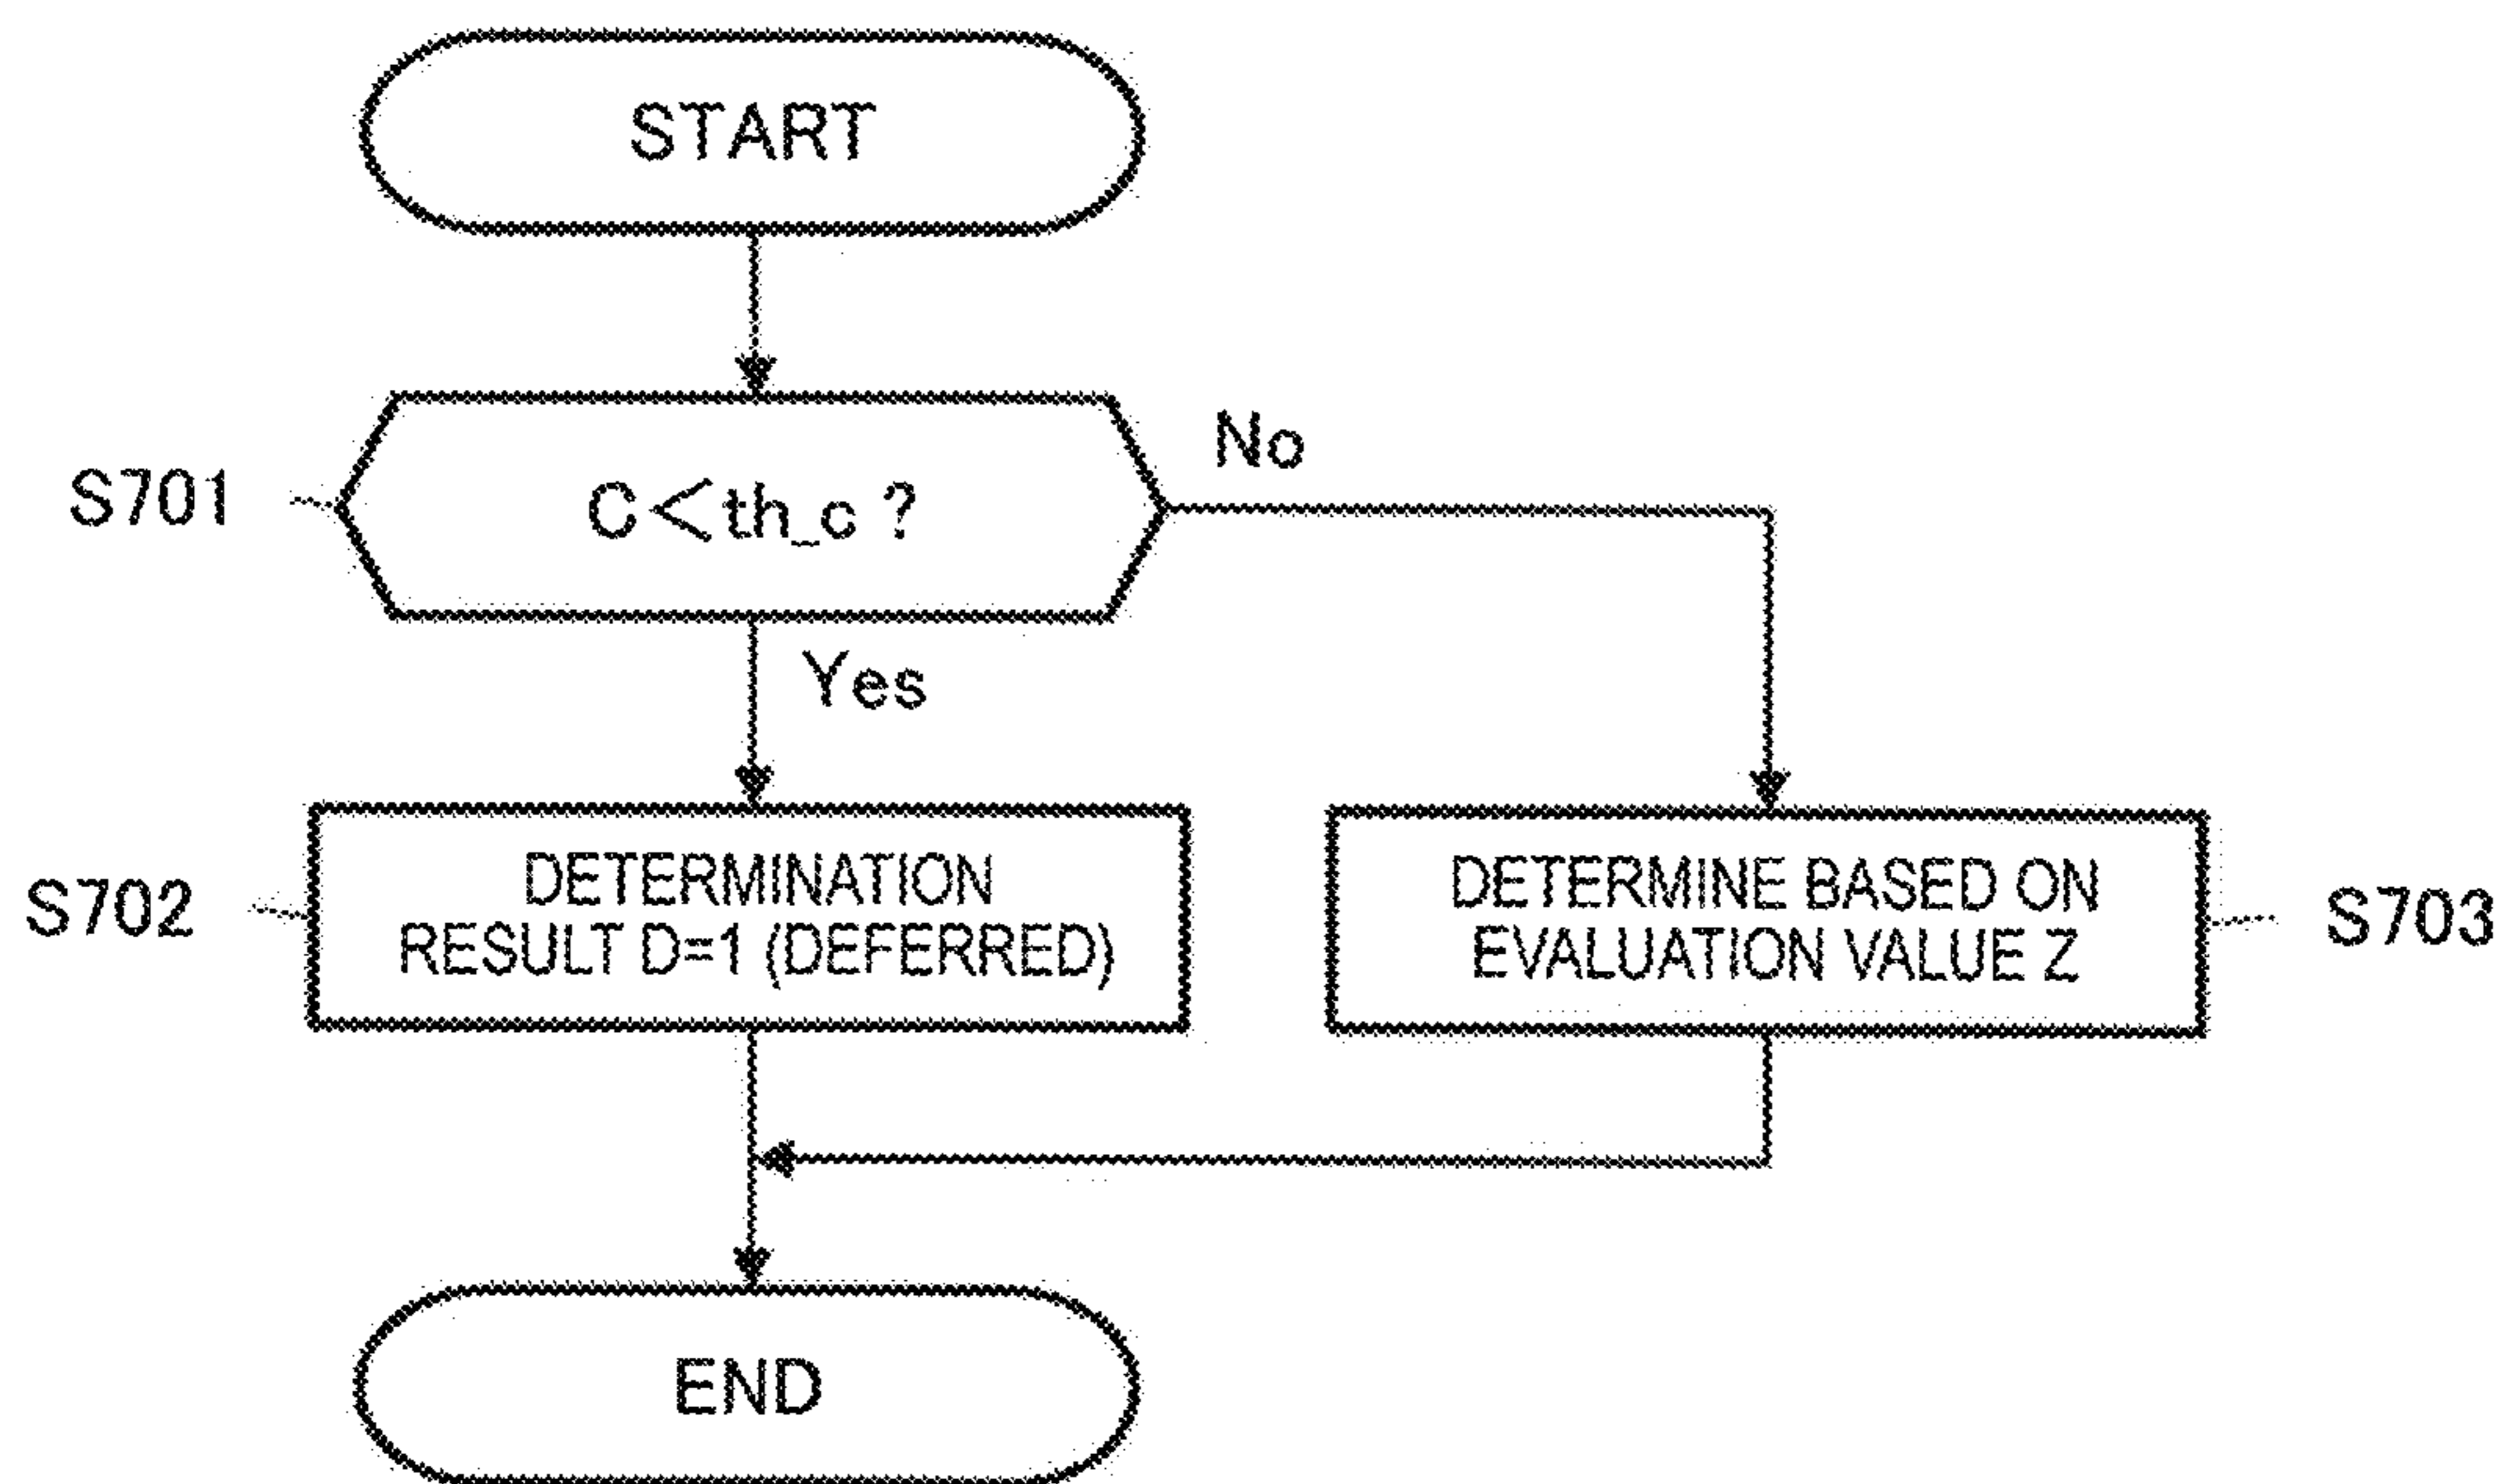 START
S701
C<th_c ?
No
Yes
S702
DETERMINATION
RESULT D=1 (DEFERRED)
DETERMINE BASED ON
EVALUATION VALUE Z
S703
END